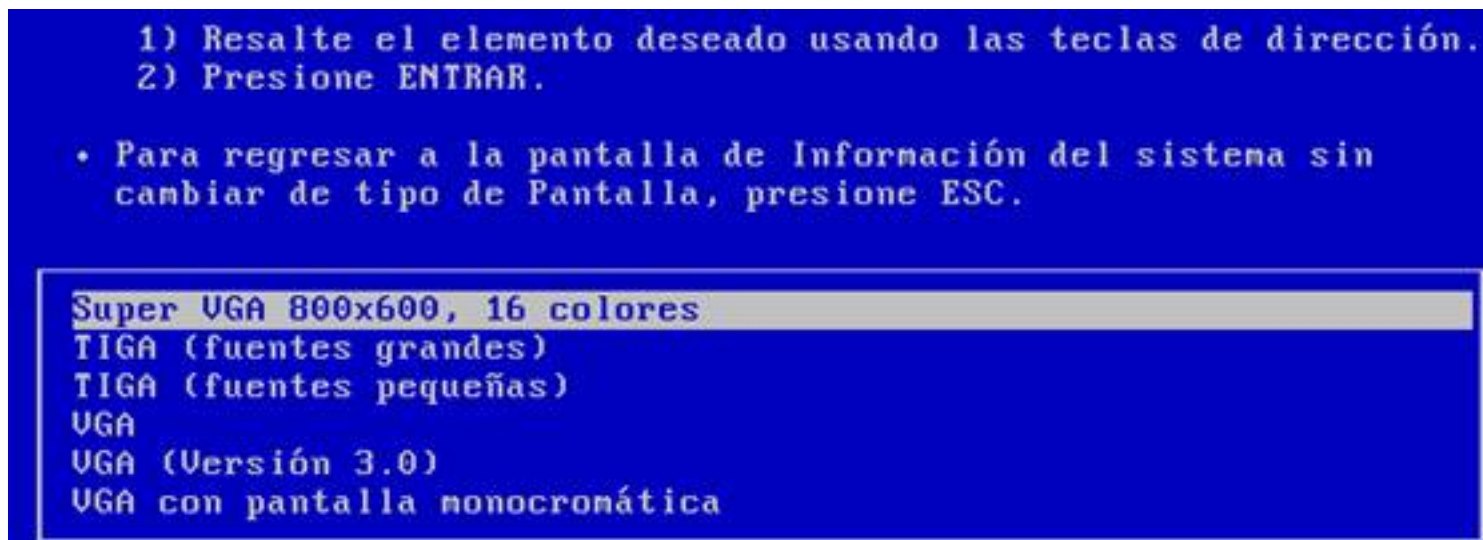 1) Resalte el elemento deseado usando las teclas de dirección.
2) Presione ENTRAR.
• Para regresar a la pantalla de Información del sistema sin
cambiar de tipo de Pantalla, presione ESC.
Super VGA 800x600, 16 colores
TIGA (fuentes grandes)
TIGA (fuentes pequeñas)
VGA
VGA (Versión 3.0)
VGA con pantalla monocromática